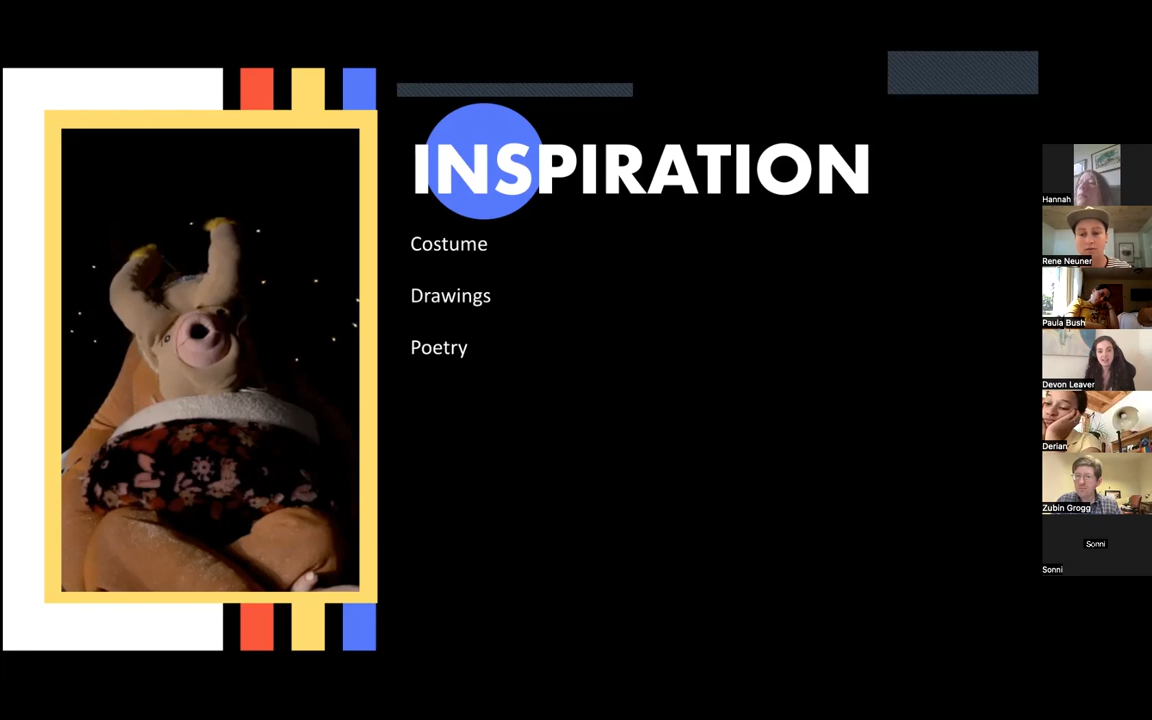 INSPIRATION
Costume
Drawings
Poetry
Hannah
Rene Neuner
Paula Bush
Devon Leaver
Derian
Zubin Grogg
Sonni
Sonni